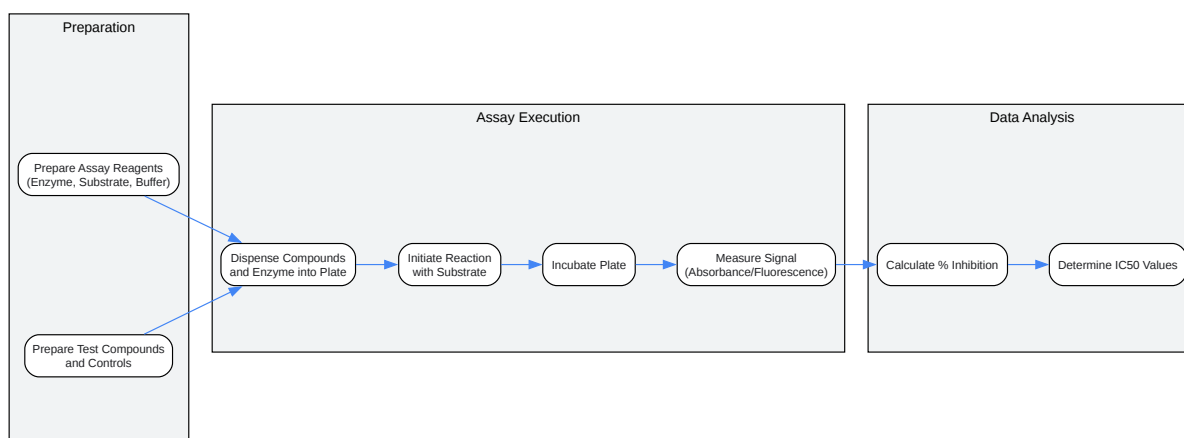 Preparation
Prepare Assay Reagents
(Enzyme, Substrate, Buffer)
Prepare Test Compounds
and Controls
Assay Execution
Dispense Compounds
and Enzyme into Plate
Initiate Reaction
with Substrate
Incubate Plate
Measure Signal
(Absorbance/Fluorescence)
Data Analysis
Calculate % Inhibition
Determine IC50 Values